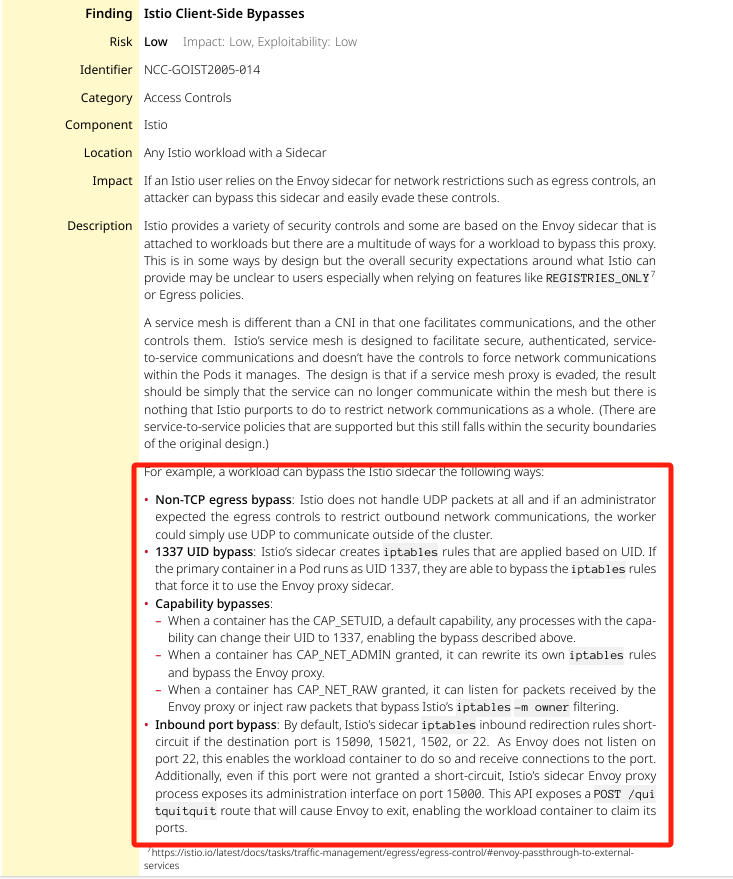 Finding Istio Client-Side Bypasses
Risk Low Impact: Low, Exploitability: Low
Identifier NCC-GOIST2005-014
Category Access Controls
Component Istio
Location Any Istio workload with a Sidecar
Impact If an Istio user relies on the Envoy sidecar for network restrictions such as egress controls, an
attacker can bypass this sidecar and easily evade these controls.
Description Istio provides a variety of security controls and some are based on the Envoy sidecar that is
attached to workloads but there are a multitude of ways for a workload to bypass this proxy.
This is in some ways by design but the overall security expectations around what Istio can
provide may be unclear to users especially when relying on features like REGISTRIES_ONLY7
or Egress policies.
A service mesh is different than a CNI in that one facilitates communications, and the other
controls them. Istio's service mesh is designed to facilitate secure, authenticated, service-
to-service communications and doesn't have the controls to force network communications
within the Pods it manages. The design is that if a service mesh proxy is evaded, the result
should be simply that the service can no longer communicate within the mesh but there is
nothing that Istio purports to do to restrict network communications as a whole. (There are
service-to-service policies that are supported but this still falls within the security boundaries
of the original design.)
For example, a workload can bypass the Istio sidecar the following ways:
• Non-TCP egress bypass: Istio does not handle UDP packets at all and if an administrator
expected the egress controls to restrict outbound network communications, the worker
could simply use UDP to communicate outside of the cluster.
• 1337 UID bypass: Istio's sidecar creates iptables rules that are applied based on UID. If
the primary container in a Pod runs as UID 1337, they are able to bypass the iptables rules
that force it to use the Envoy proxy sidecar.
• Capability bypasses:
– When a container has the CAP_SETUID, a default capability, any processes with the capa-
bility can change their UID to 1337, enabling the bypass described above.
– When a container has CAP_NET_ADMIN granted, it can rewrite its own iptables rules
and bypass the Envoy proxy.
– When a container has CAP_NET_RAW granted, it can listen for packets received by the
Envoy proxy or inject raw packets that bypass Istio's iptables -m owner filtering.
• Inbound port bypass: By default, Istio's sidecar iptables inbound redirection rules short-
circuit if the destination port is 15090, 15021, 1502, or 22. As Envoy does not listen on
port 22, this enables the workload container to do so and receive connections to the port.
Additionally, even if this port were not granted a short-circuit, Istio's sidecar Envoy proxy
process exposes its administration interface on port 15000. This API exposes a POST /qui
tquitquit route that will cause Envoy to exit, enabling the workload container to claim its
ports.
7https://istio.io/latest/docs/tasks/traffic-management/egress/egress-control/#envoy-passthrough-to-external-
services